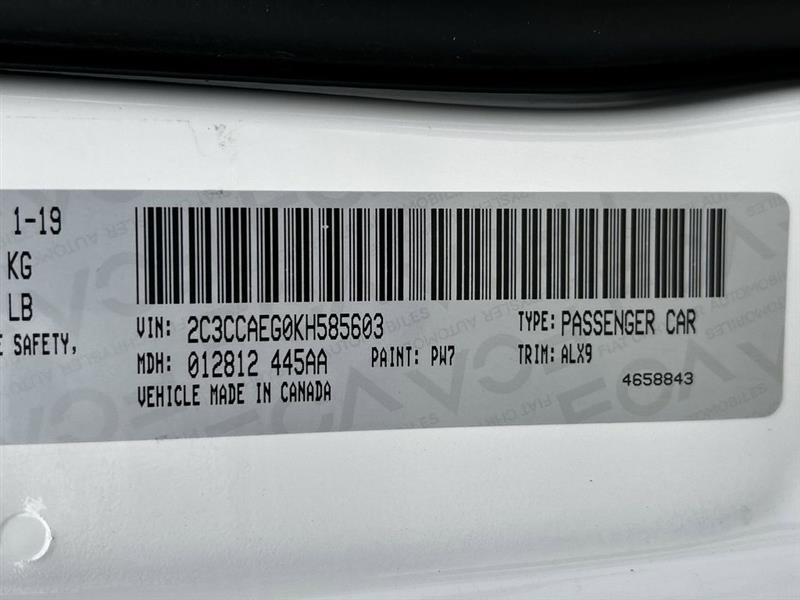 1-19
KG
LB
E SAFETY,
VIN: 2C3CCAEG0KH585603
TYPE: PASSENGER CAR
MDH: 012812 445AA
PAINT: PW7
TRIM: ALX9
VEHICLE MADE IN CANADA
4658843